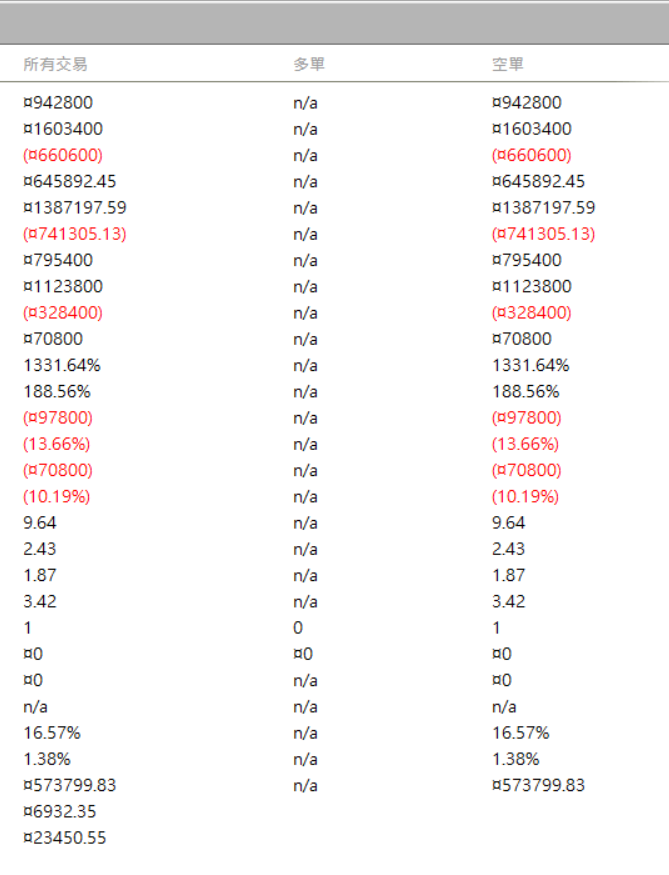 所有交易 多單 空單
¤942800 n/a ¤942800
¤1603400 n/a ¤1603400
(¤660600) n/a (¤660600)
¤645892.45 n/a ¤645892.45
¤1387197.59 n/a ¤1387197.59
(¤741305.13) n/a (¤741305.13)
¤795400 n/a ¤795400
¤1123800 n/a ¤1123800
(¤328400) n/a (¤328400)
¤70800 n/a ¤70800
1331.64% n/a 1331.64%
188.56% n/a 188.56%
(¤97800) n/a (¤97800)
(13.66%) n/a (13.66%)
(¤70800) n/a (¤70800)
(10.19%) n/a (10.19%)
9.64 n/a 9.64
2.43 n/a 2.43
1.87 n/a 1.87
3.42 n/a 3.42
1 0 1
¤0 ¤0 ¤0
¤0 n/a ¤0
n/a n/a n/a
16.57% n/a 16.57%
1.38% n/a 1.38%
¤573799.83 n/a ¤573799.83
¤6932.35
¤23450.55